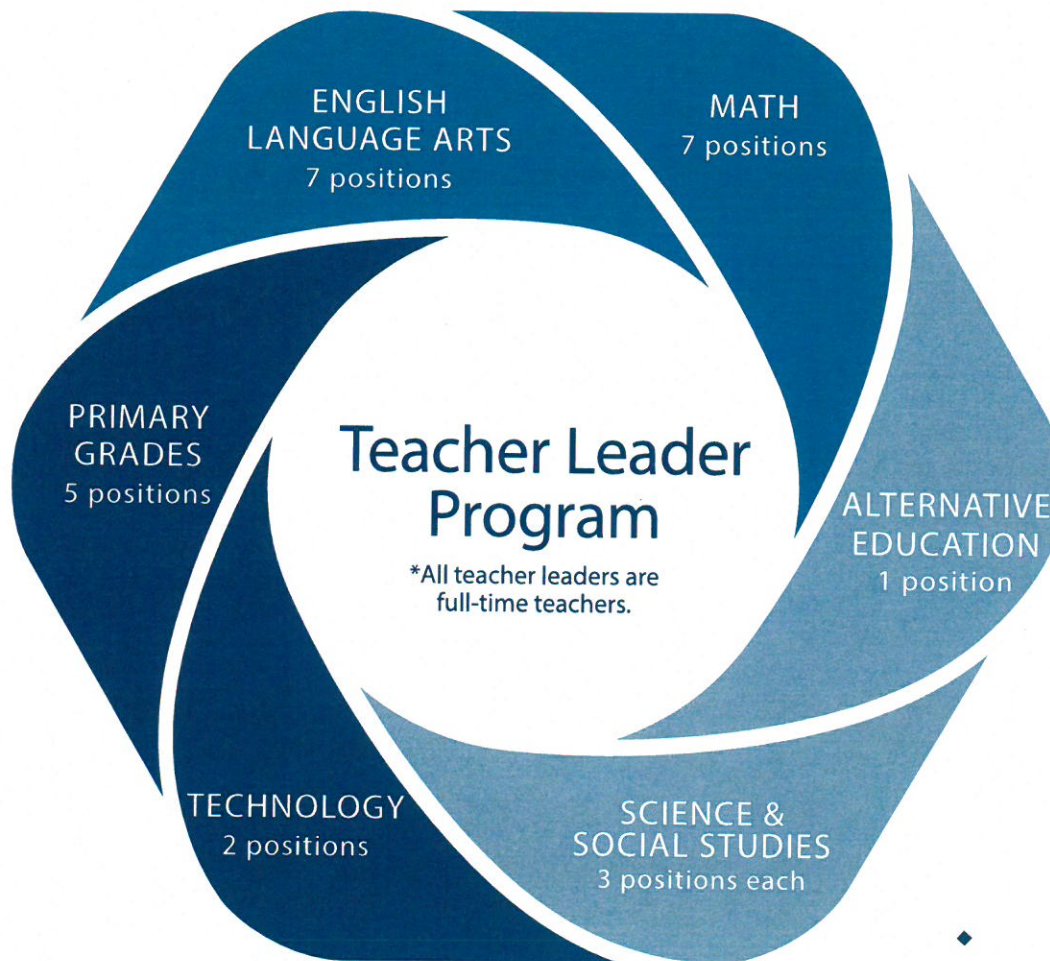 ENGLISH
LANGUAGE ARTS
7 positions
MATH
7 positions
PRIMARY
GRADES
5 positions
Teacher Leader
Program
*All teacher leaders are
full-time teachers.
ALTERNATIVE
EDUCATION
1 position
TECHNOLOGY
2 positions
SCIENCE &
SOCIAL STUDIES
3 positions each